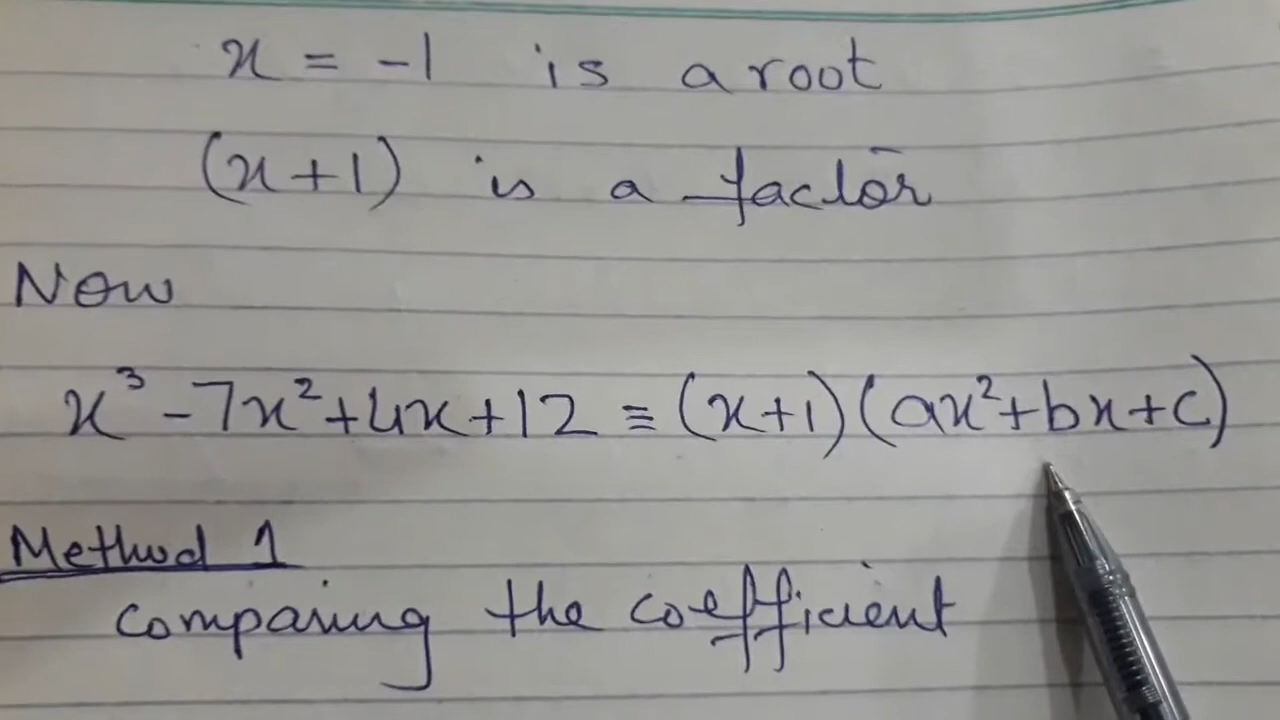 x = -1 is a root
(x+1) is a factor
Now
x³ - 7x² + 4x + 12 ≡ (x+1)(ax² + bx + c)
Method 1
comparing the coefficient